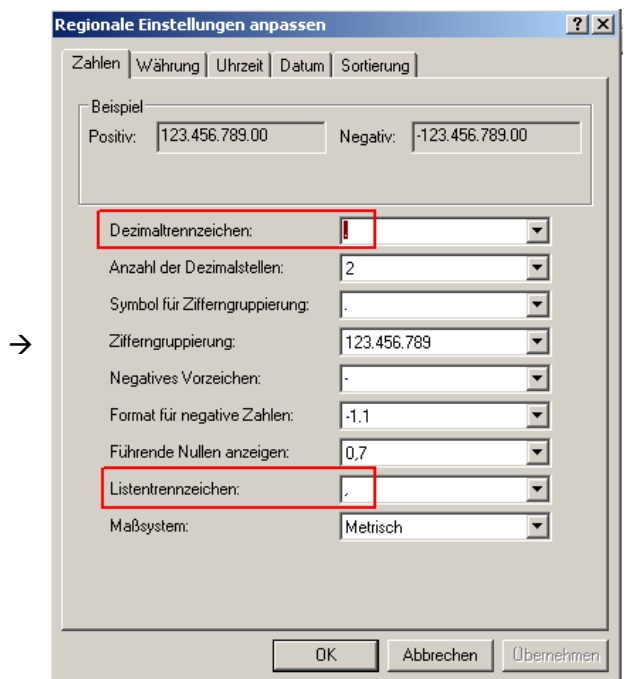 Regionale Einstellungen anpassen
Zahlen Währung Uhrzeit Datum Sortierung
Beispiel
Positiv: 123.456.789.00 Negativ: -123.456.789.00
Dezimaltrennzeichen: .
Anzahl der Dezimalstellen: 2
Symbol für Zifferngruppierung: .
Zifferngruppierung: 123.456.789
Negatives Vorzeichen: -
Format für negative Zahlen: -1.1
Führende Nullen anzeigen: 0,7
Listentrennzeichen: ,
Maßsystem: Metrisch
OK Abbrechen Übernehmen